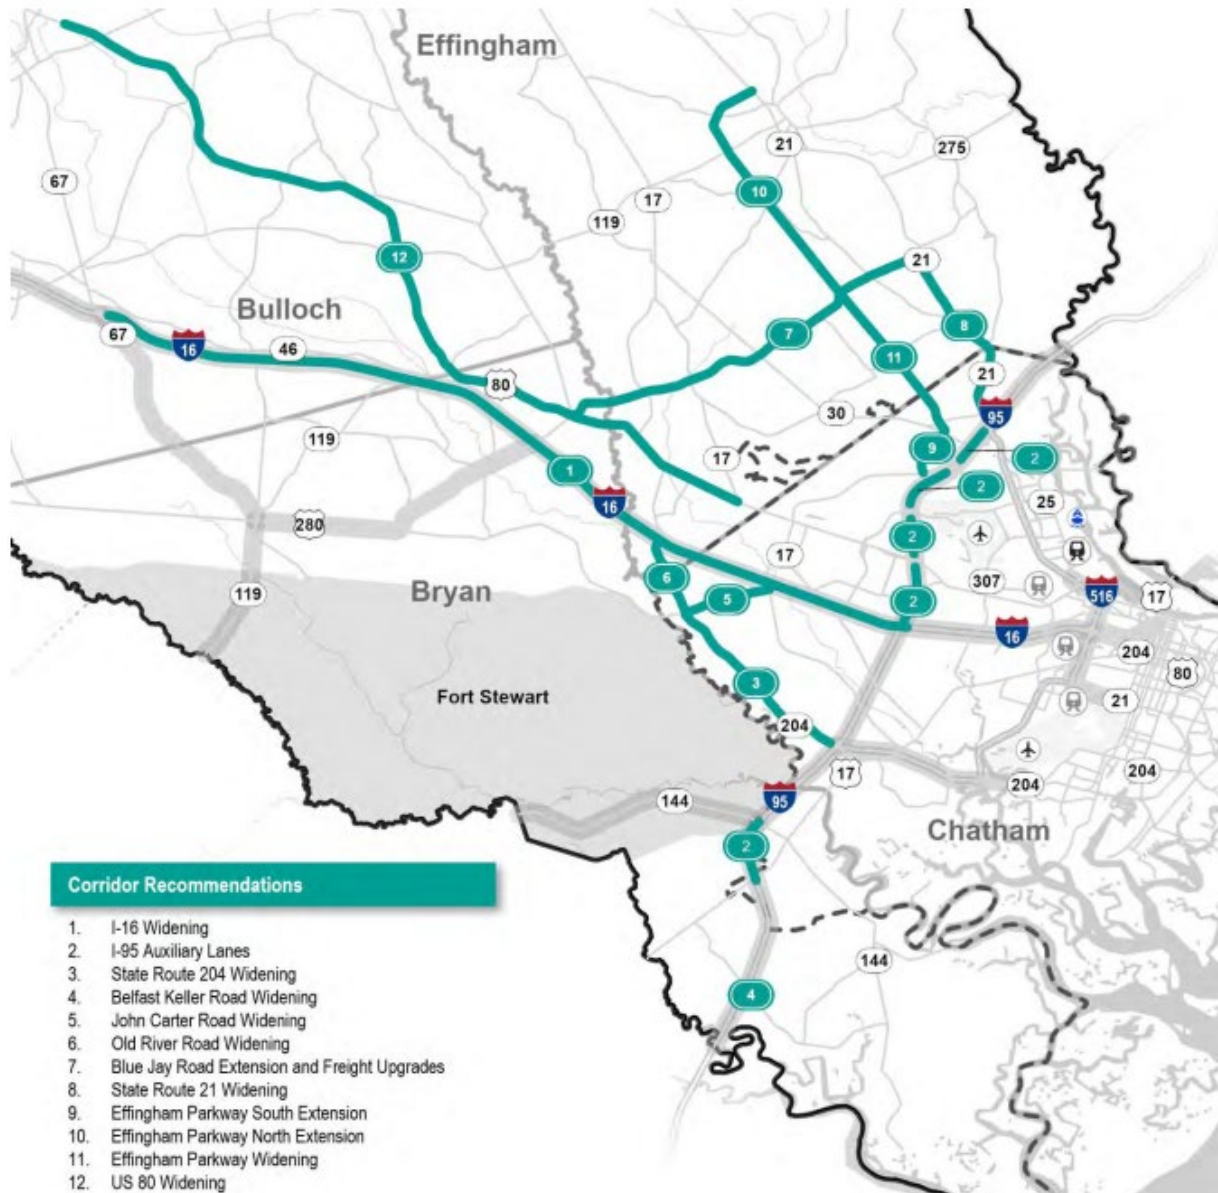 Effingham
21
275
67
10
17
119
12
21
Bulloch
67
16
46
7
8
11
21
80
95
30
119
9
17
2
1
2
16
25
280
2
17
6
307
119
Bryan
5
2
516
17
16
204
80
3
Fort Stewart
21
204
17
204
204
95
144
Chatham
2
144
4
Corridor Recommendations
1. I-16 Widening
2. I-95 Auxiliary Lanes
3. State Route 204 Widening
4. Belfast Keller Road Widening
5. John Carter Road Widening
6. Old River Road Widening
7. Blue Jay Road Extension and Freight Upgrades
8. State Route 21 Widening
9. Effingham Parkway South Extension
10. Effingham Parkway North Extension
11. Effingham Parkway Widening
12. US 80 Widening